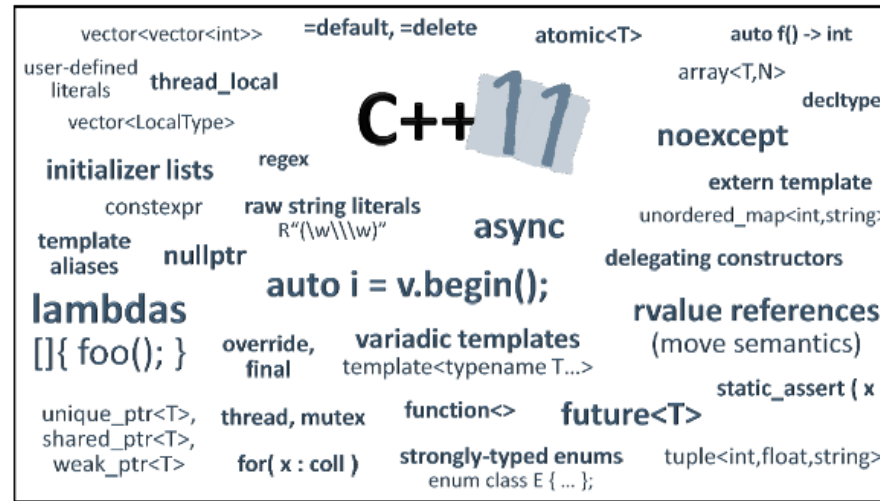 vector<vector<int>>
=default, =delete
atomic<T>
auto f() -> int
user-defined
literals
thread_local
C++11
array<T,N>
decltype
vector<LocalType>
noexcept
initializer lists
regex
extern template
constexpr
raw string literals
R"(\w\\\w)"
async
unordered_map<int,string>
template
aliases
nullptr
delegating constructors
auto i = v.begin();
lambdas
[]{ foo(); }
rvalue references
(move semantics)
override,
final
variadic templates
template<typename T...>
static_assert ( x
unique_ptr<T>,
shared_ptr<T>,
weak_ptr<T>
thread, mutex
function<>
future<T>
for( x : coll )
strongly-typed enums
enum class E { ... };
tuple<int,float,string>